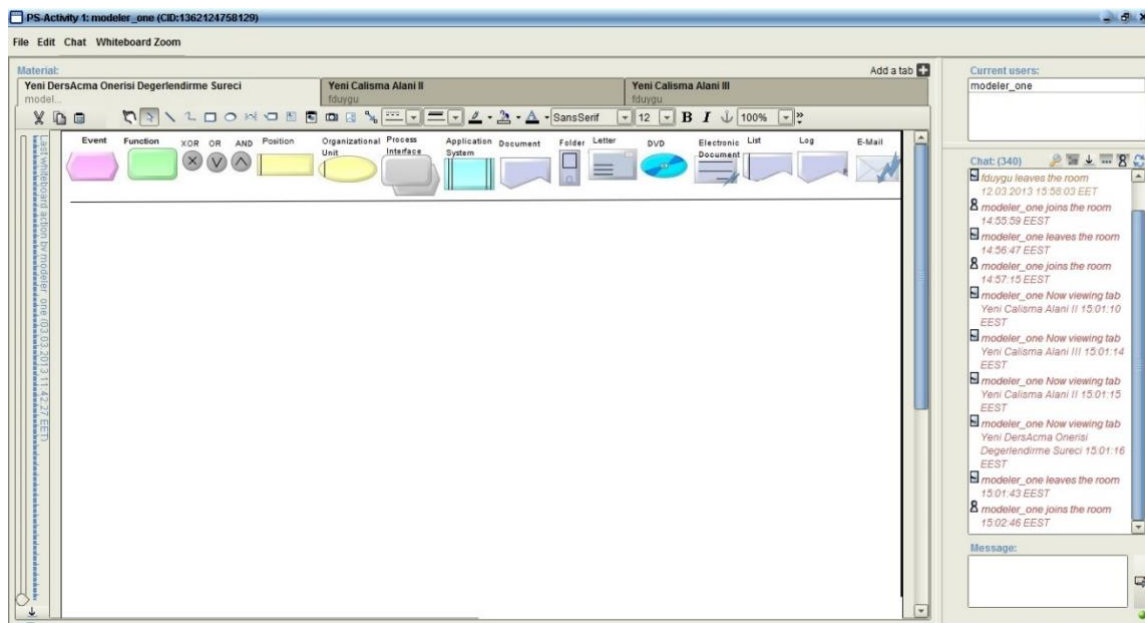 PS-Activity 1: modeler_one (CID:1362124758129)
File Edit Chat Whiteboard Zoom
Material:
Add a tab
Yeni DersAcma Onerisi Degerlendirme Sureci
model...
Yeni Calisma Alani II
fduygu
Yeni Calisma Alani III
fduygu
SansSerif 12 B I 100%
Event
Function
XOR OR AND
Position
Organizational
Unit
Process
Interface
Application
System
Document
Folder
Letter
DVD
Electronic
Document
List
Log
E-Mail
Last whiteboard action by modeler_one (03.03.2013 11:42:27 EET)
Current users:
modeler_one
Chat: (340)
fduygu leaves the room
12.03.2013 15:58:03 EET
modeler_one joins the room
14:55:59 EEST
modeler_one leaves the room
14:56:47 EEST
modeler_one joins the room
14:57:15 EEST
modeler_one Now viewing tab
Yeni Calisma Alani II 15:01:10
EEST
modeler_one Now viewing tab
Yeni Calisma Alani III 15:01:14
EEST
modeler_one Now viewing tab
Yeni Calisma Alani II 15:01:15
EEST
modeler_one Now viewing tab
Yeni DersAcma Onerisi
Degerlendirme Sureci 15:01:16
EEST
modeler_one leaves the room
15:01:43 EEST
modeler_one joins the room
15:02:46 EEST
Message: